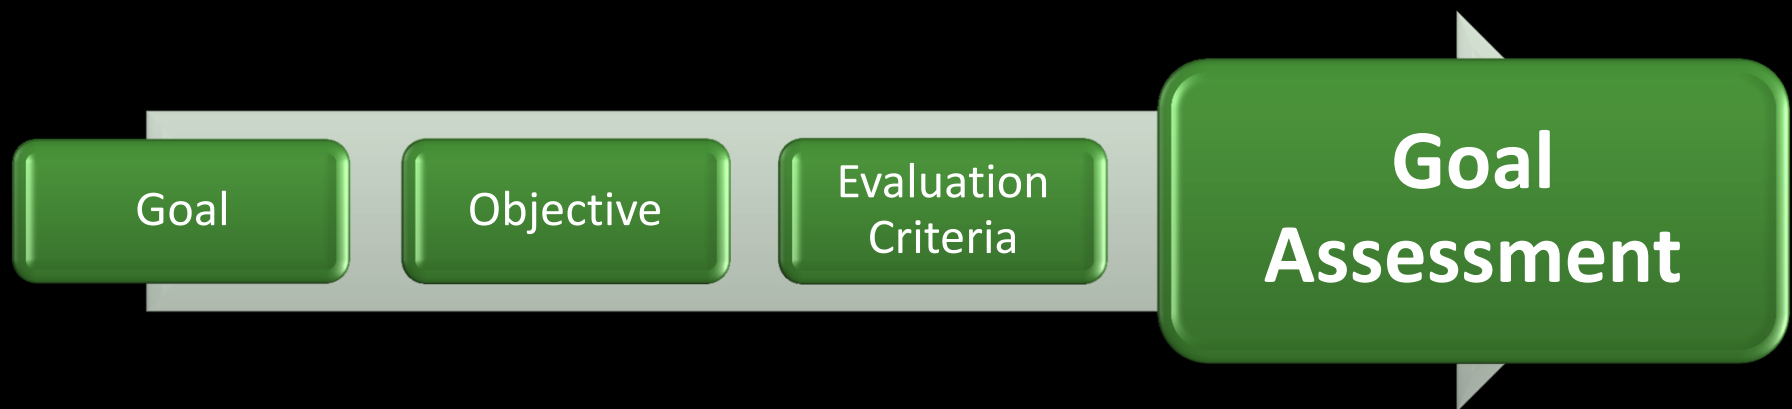 Goal
Objective
Evaluation
Criteria
Goal
Assessment